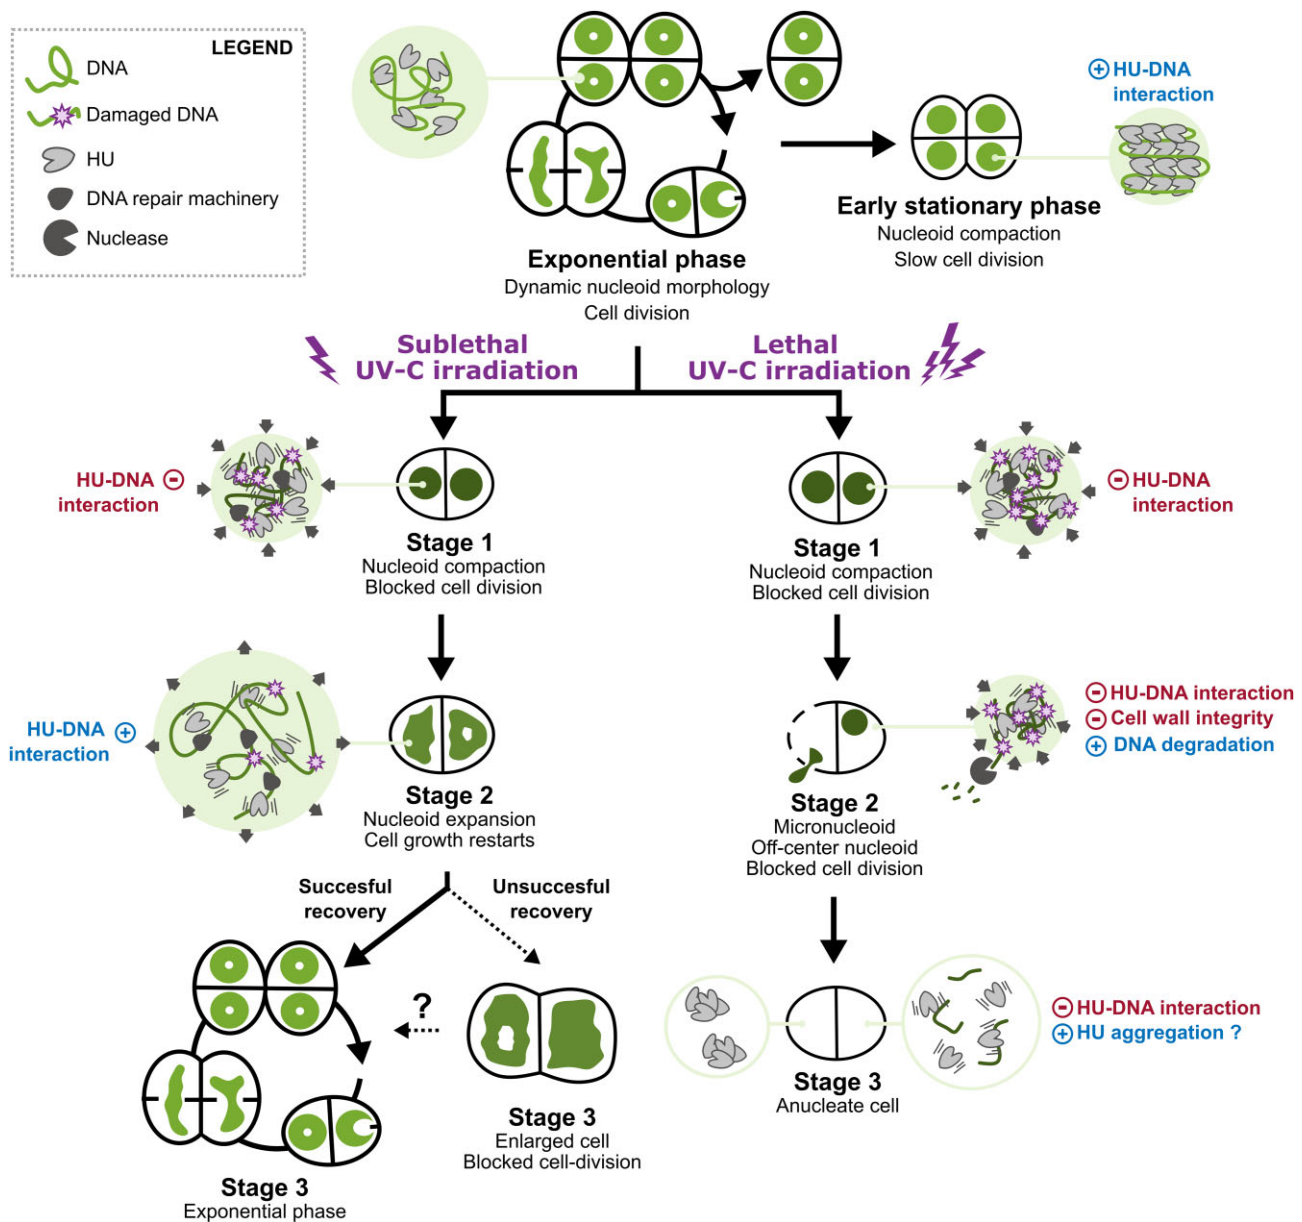 LEGEND
DNA
Damaged DNA
HU
DNA repair machinery
Nuclease
+ HU-DNA
interaction
Exponential phase
Dynamic nucleoid morphology
Cell division
Early stationary phase
Nucleoid compaction
Slow cell division
Sublethal
UV-C irradiation
Lethal
UV-C irradiation
HU-DNA -
interaction
Stage 1
Nucleoid compaction
Blocked cell division
Stage 1
Nucleoid compaction
Blocked cell division
- HU-DNA
interaction
HU-DNA +
interaction
Stage 2
Nucleoid expansion
Cell growth restarts
Stage 2
Micronucleoid
Off-center nucleoid
Blocked cell division
- HU-DNA interaction
- Cell wall integrity
+ DNA degradation
Succesful
recovery
Unsuccesful
recovery
?
Stage 3
Exponential phase
Stage 3
Enlarged cell
Blocked cell-division
Stage 3
Anucleate cell
- HU-DNA interaction
+ HU aggregation ?